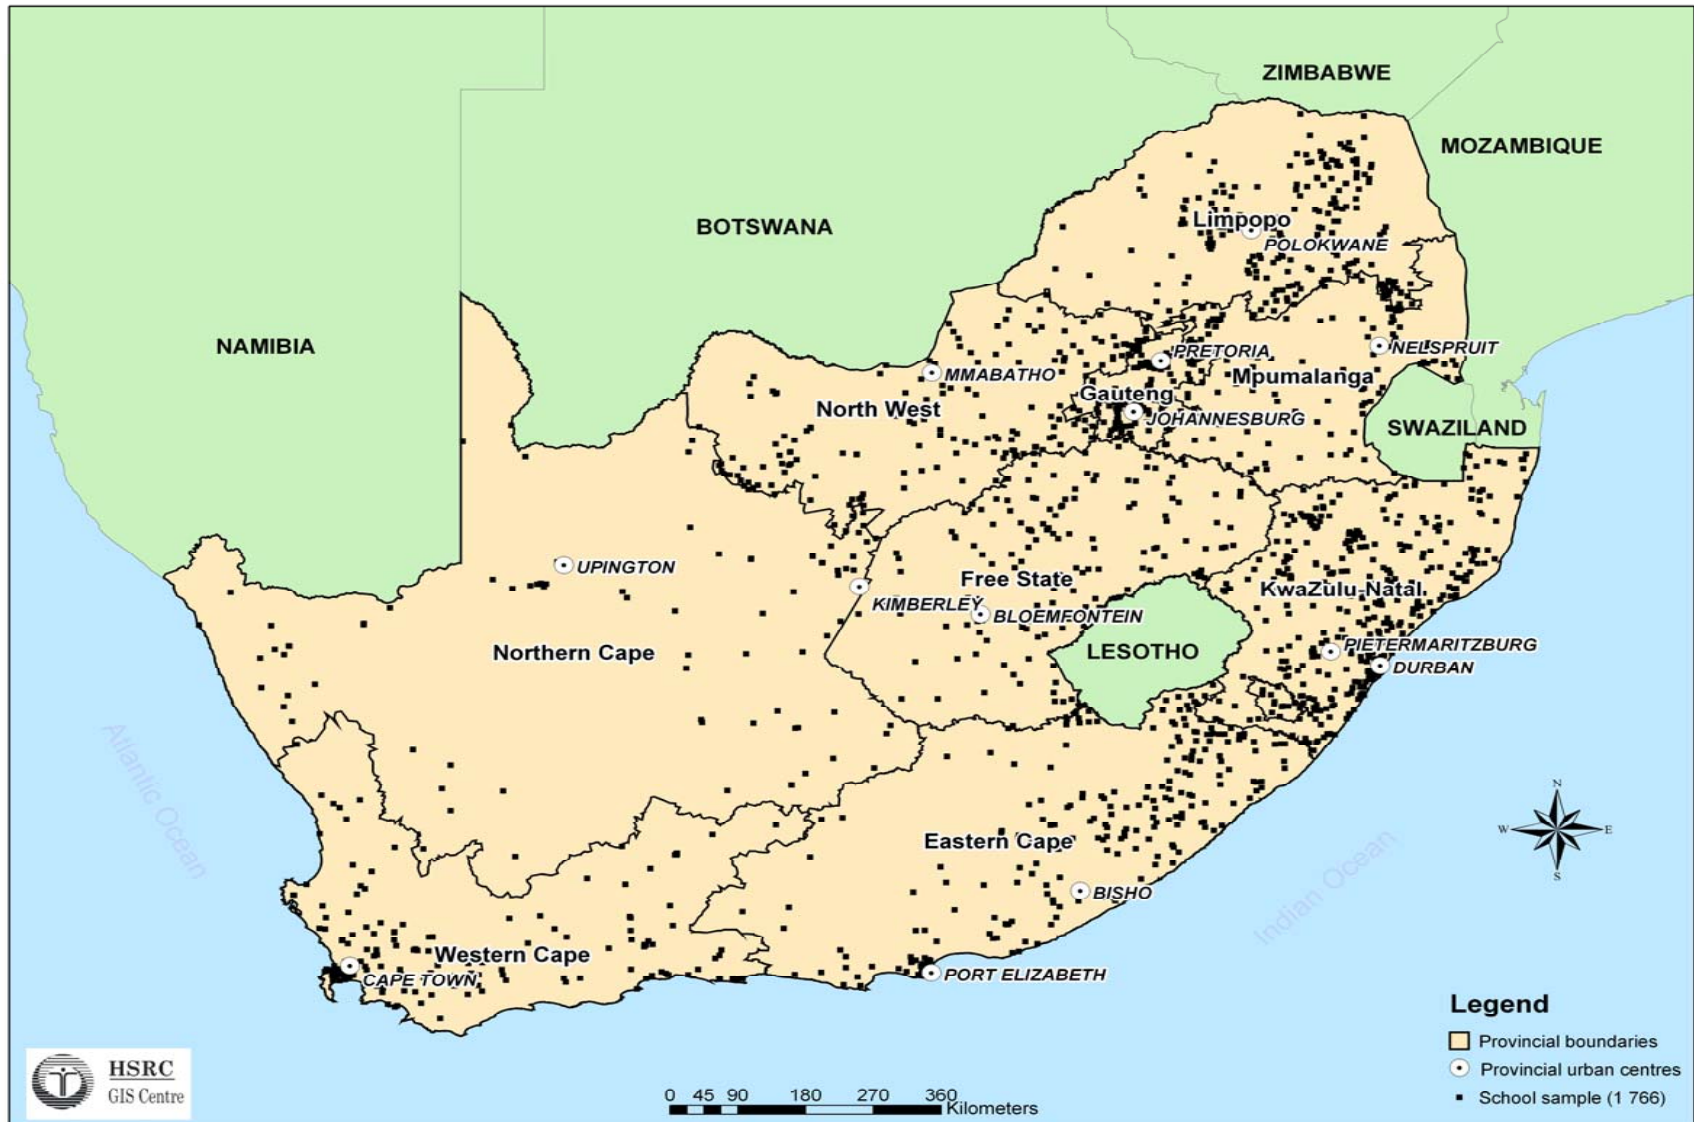 ZIMBABWE
MOZAMBIQUE
BOTSWANA
Limpopo
POLOKWANE
NAMIBIA
PRETORIA
NELSPRUIT
MMABATHO
Mpumalanga
Gauteng
North West
JOHANNESBURG
SWAZILAND
UPINGTON
Free State
KwaZulu-Natal
KIMBERLEY
BLOEMFONTEIN
PIETERMARITZBURG
Northern Cape
LESOTHO
DURBAN
Atlantic Ocean
N
W
E
S
Eastern Cape
BISHO
Indian Ocean
Western Cape
CAPE TOWN
PORT ELIZABETH
Legend
Provincial boundaries
Provincial urban centres
School sample (1 766)
HSRC
GIS Centre
0 45 90 180 270 360
Kilometers